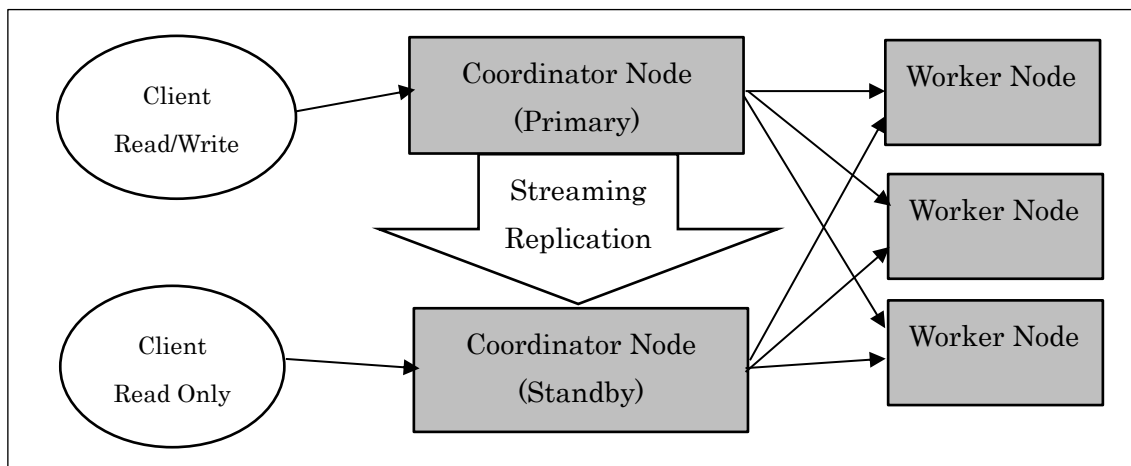 Client
Read/Write
Coordinator Node
(Primary)
Worker Node
Streaming
Replication
Worker Node
Client
Read Only
Coordinator Node
(Standby)
Worker Node